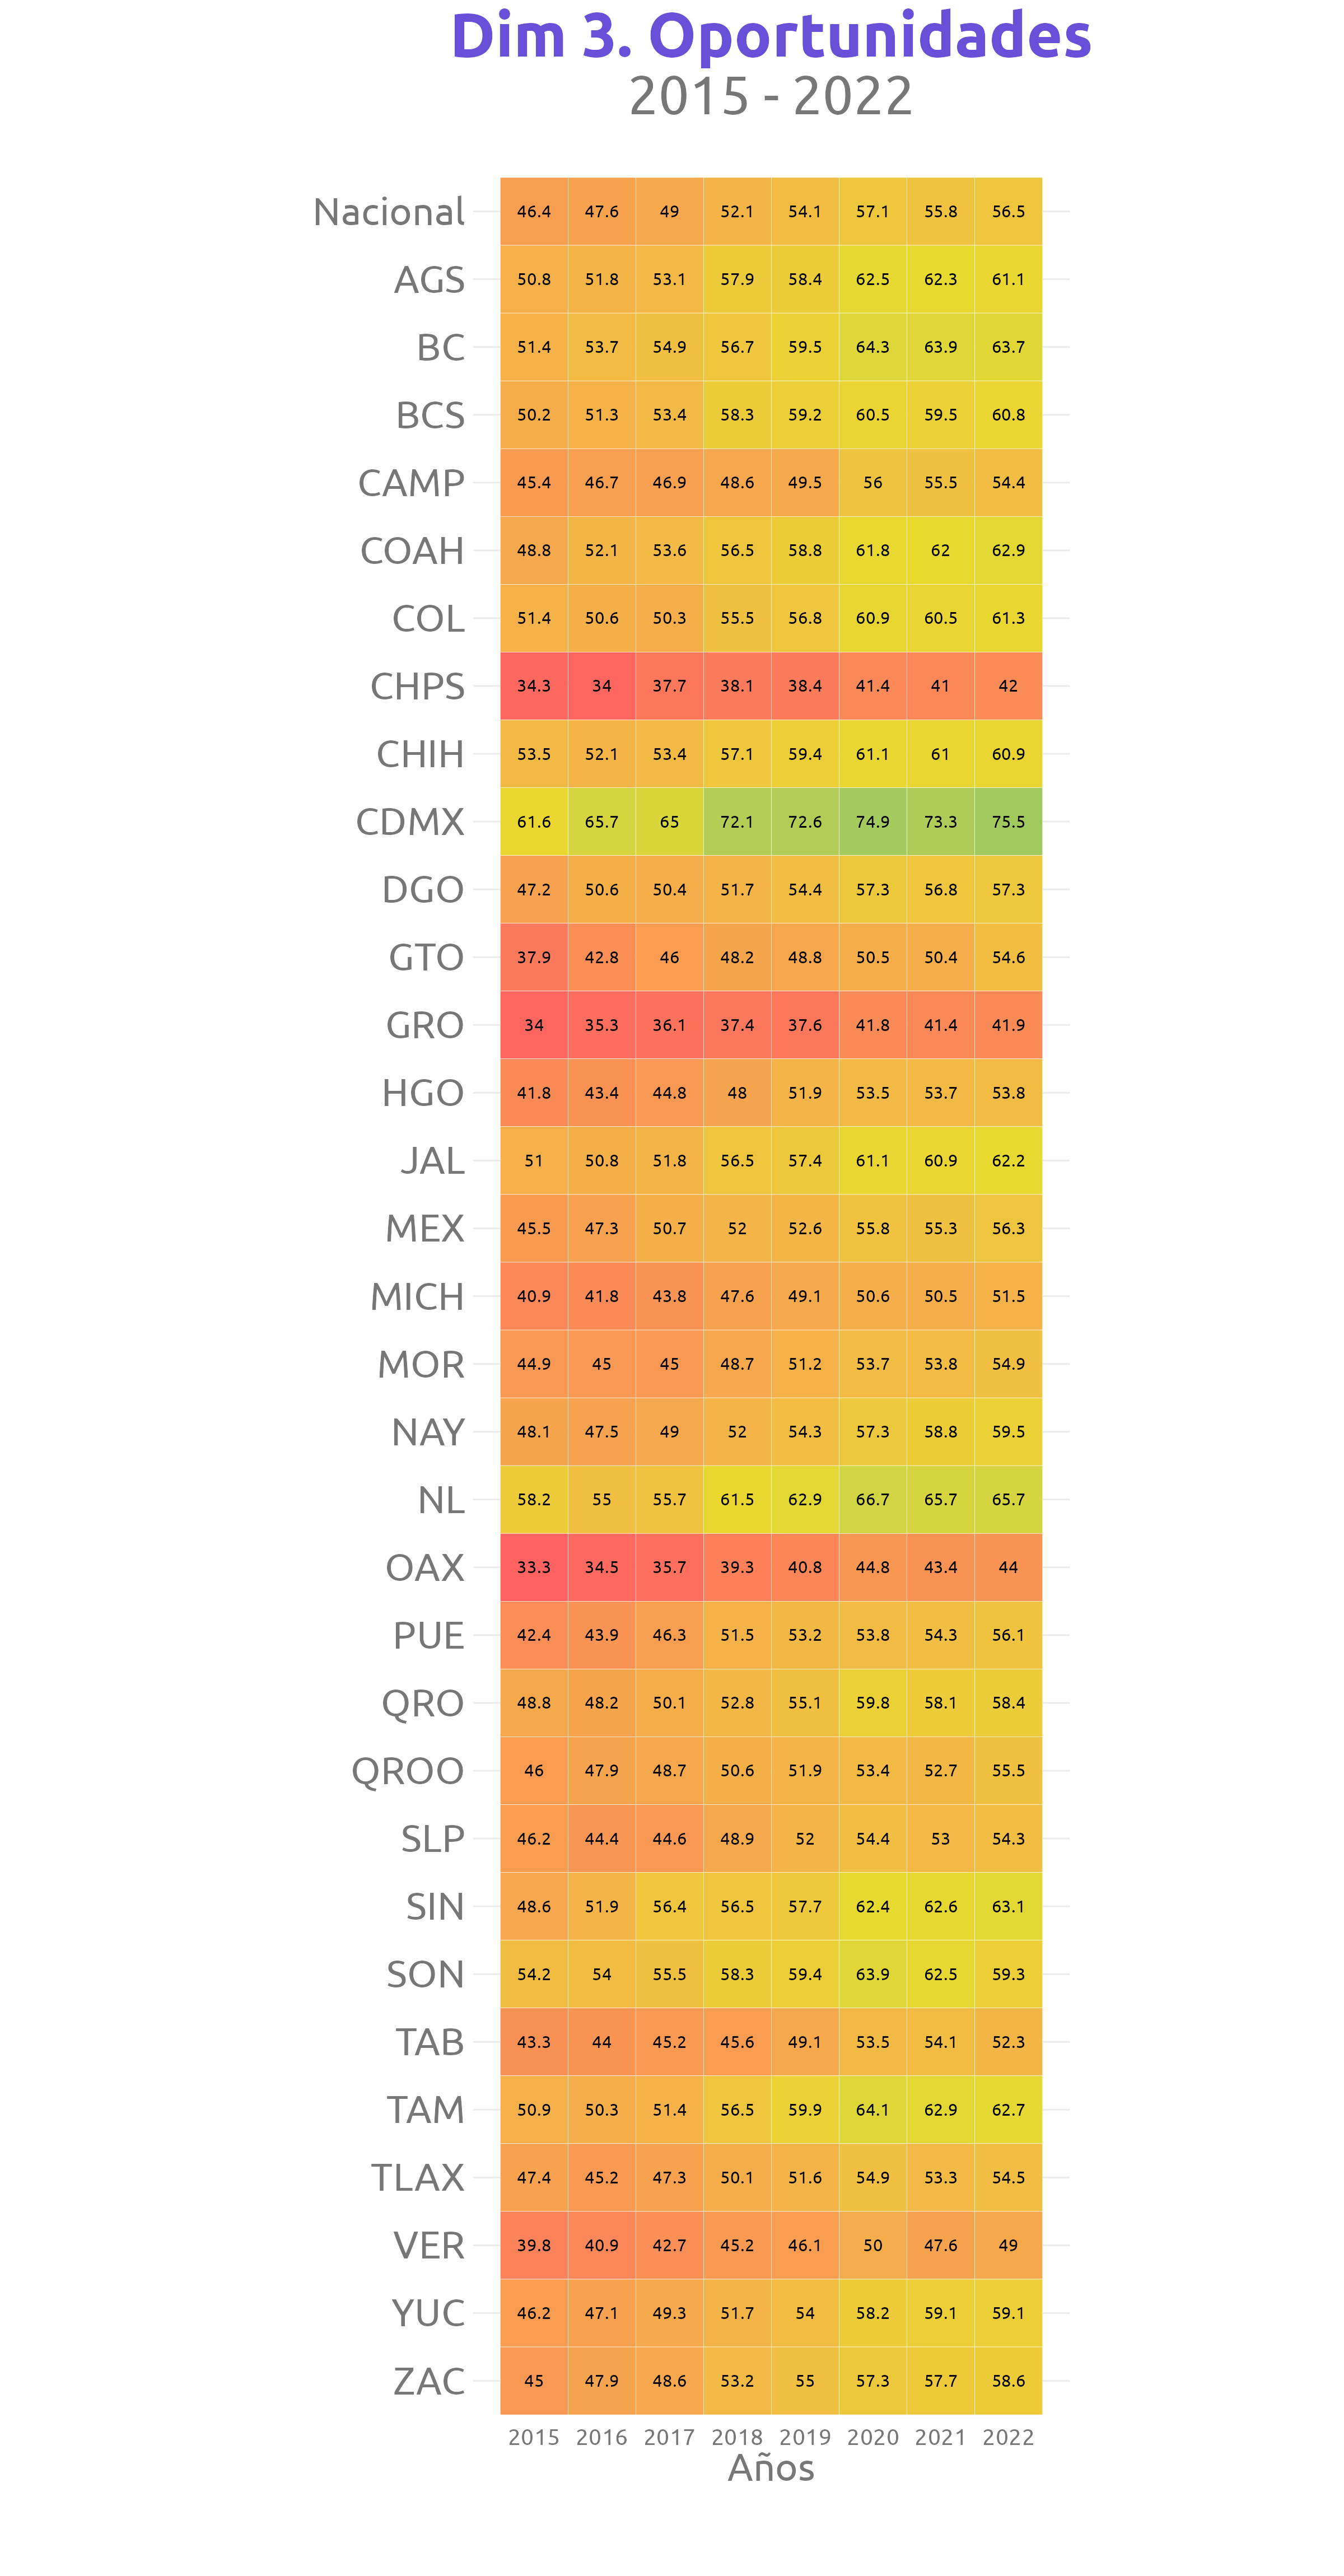 Dim 3. Oportunidades
2015 - 2022
Nacional 46.4 47.6 49 52.1 54.1 57.1 55.8 56.5
AGS 50.8 51.8 53.1 57.9 58.4 62.5 62.3 61.1
BC 51.4 53.7 54.9 56.7 59.5 64.3 63.9 63.7
BCS 50.2 51.3 53.4 58.3 59.2 60.5 59.5 60.8
CAMP 45.4 46.7 46.9 48.6 49.5 56 55.5 54.4
COAH 48.8 52.1 53.6 56.5 58.8 61.8 62 62.9
COL 51.4 50.6 50.3 55.5 56.8 60.9 60.5 61.3
CHPS 34.3 34 37.7 38.1 38.4 41.4 41 42
CHIH 53.5 52.1 53.4 57.1 59.4 61.1 61 60.9
CDMX 61.6 65.7 65 72.1 72.6 74.9 73.3 75.5
DGO 47.2 50.6 50.4 51.7 54.4 57.3 56.8 57.3
GTO 37.9 42.8 46 48.2 48.8 50.5 50.4 54.6
GRO 34 35.3 36.1 37.4 37.6 41.8 41.4 41.9
HGO 41.8 43.4 44.8 48 51.9 53.5 53.7 53.8
JAL 51 50.8 51.8 56.5 57.4 61.1 60.9 62.2
MEX 45.5 47.3 50.7 52 52.6 55.8 55.3 56.3
MICH 40.9 41.8 43.8 47.6 49.1 50.6 50.5 51.5
MOR 44.9 45 45 48.7 51.2 53.7 53.8 54.9
NAY 48.1 47.5 49 52 54.3 57.3 58.8 59.5
NL 58.2 55 55.7 61.5 62.9 66.7 65.7 65.7
OAX 33.3 34.5 35.7 39.3 40.8 44.8 43.4 44
PUE 42.4 43.9 46.3 51.5 53.2 53.8 54.3 56.1
QRO 48.8 48.2 50.1 52.8 55.1 59.8 58.1 58.4
QROO 46 47.9 48.7 50.6 51.9 53.4 52.7 55.5
SLP 46.2 44.4 44.6 48.9 52 54.4 53 54.3
SIN 48.6 51.9 56.4 56.5 57.7 62.4 62.6 63.1
SON 54.2 54 55.5 58.3 59.4 63.9 62.5 59.3
TAB 43.3 44 45.2 45.6 49.1 53.5 54.1 52.3
TAM 50.9 50.3 51.4 56.5 59.9 64.1 62.9 62.7
TLAX 47.4 45.2 47.3 50.1 51.6 54.9 53.3 54.5
VER 39.8 40.9 42.7 45.2 46.1 50 47.6 49
YUC 46.2 47.1 49.3 51.7 54 58.2 59.1 59.1
ZAC 45 47.9 48.6 53.2 55 57.3 57.7 58.6
2015 2016 2017 2018 2019 2020 2021 2022
Años